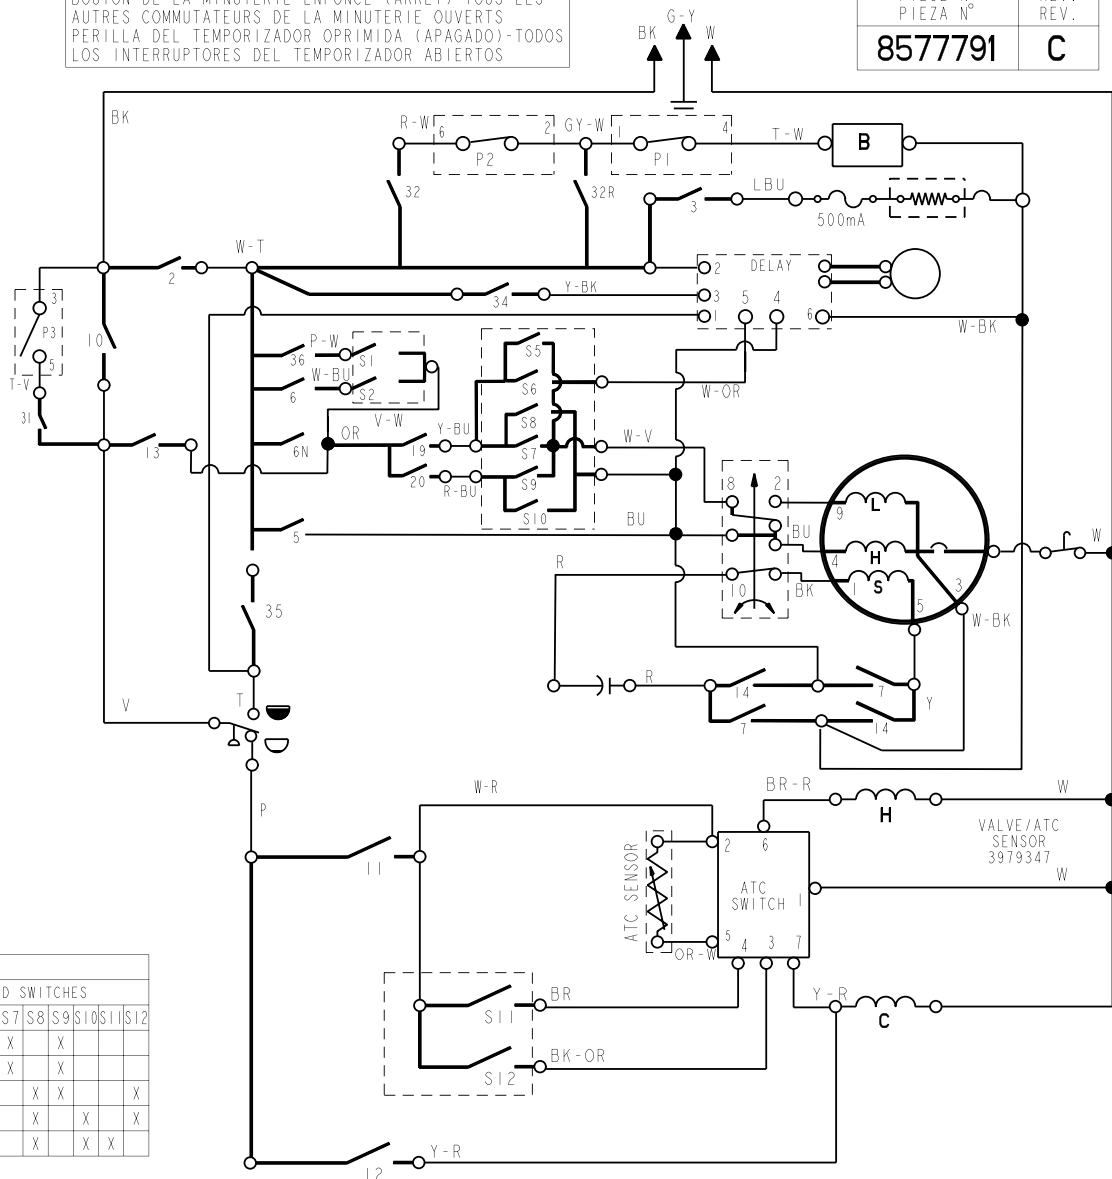 AUTRES COMMUTATEURS DE LA MINUTERIE OUVERTS
PERILLA DEL TEMPORIZADOR OPRIMIDA (APAGADO)-TODOS
LOS INTERRUPTORES DEL TEMPORIZADOR ABIERTOS
PIEZA N° REV.
8577791 C
G-Y
BK W
BK
R-W 6 2 GY-W 1 4 T-W B
P2 P1
32 32R 3 LBU
500mA
W-T
2 DELAY
2
34 Y-BK 3
5 4
1 6 W-BK
3
P3
5
10
T-V
31
13
P-W
36 S1
W-BU
6 S2
V-W
6N OR
19 Y-BU
20 R-BU
S5
S6
S8
S7
S9
S10
W-OR
W-V
5 BU
8 2
BU
10 BK
R
9 L
4 H
1 S
5 3
W
W-BK
35
T
V
P
R
14 7 Y
7 14
W-R
BR-R W
H
VALVE/ATC
SENSOR
3979347
W
11
ATC SENSOR
2 6
ATC
SWITCH 1
5 4 3 7
OR-W
Y-R
C
BR
S11
BK-OR
S12
Y-R
12
D SWITCHES
S7 S8 S9 S10 S11 S12
X X
X X
X X X
X X X
X X X